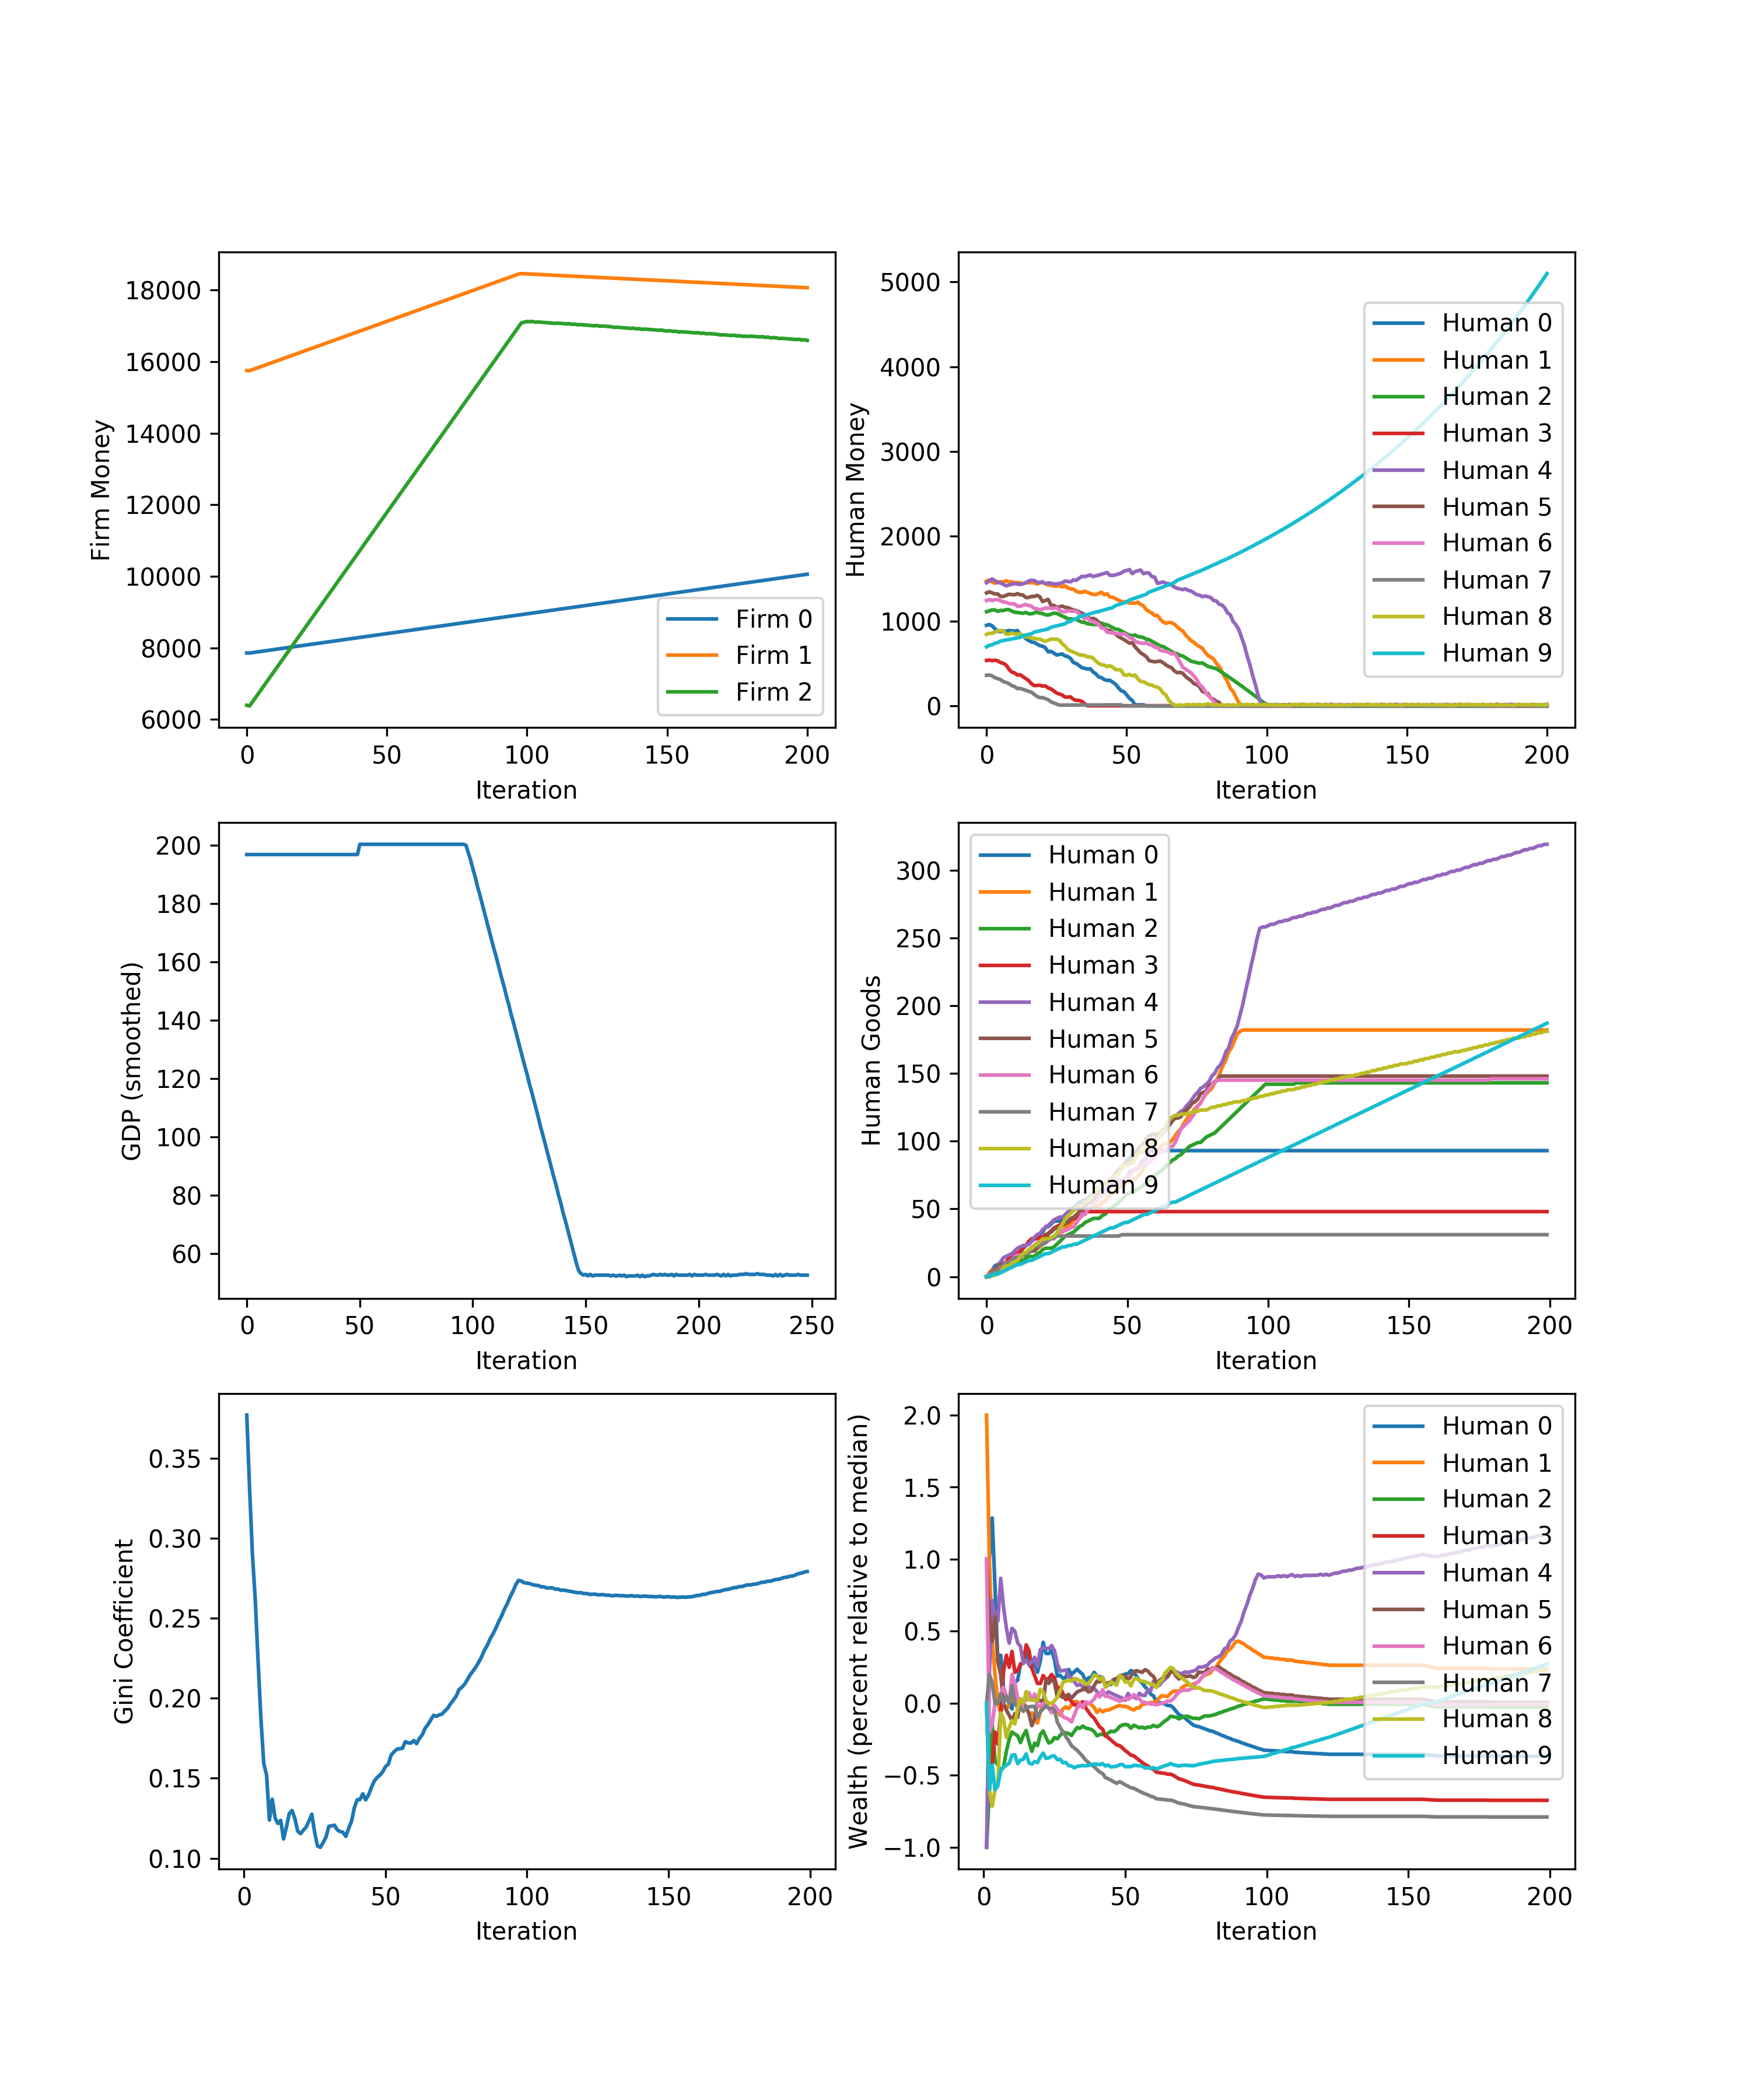 18000
16000
14000
12000
10000
8000
6000
Firm Money
0 50 100 150 200
Iteration
Firm 0
Firm 1
Firm 2
5000
4000
3000
2000
1000
0
Human Money
0 50 100 150 200
Iteration
Human 0
Human 1
Human 2
Human 3
Human 4
Human 5
Human 6
Human 7
Human 8
Human 9
200
180
160
140
120
100
80
60
GDP (smoothed)
0 50 100 150 200 250
Iteration
300
250
200
150
100
50
0
Human Goods
0 50 100 150 200
Iteration
Human 0
Human 1
Human 2
Human 3
Human 4
Human 5
Human 6
Human 7
Human 8
Human 9
0.35
0.30
0.25
0.20
0.15
0.10
Gini Coefficient
0 50 100 150 200
Iteration
2.0
1.5
1.0
0.5
0.0
−0.5
−1.0
Wealth (percent relative to median)
0 50 100 150 200
Iteration
Human 0
Human 1
Human 2
Human 3
Human 4
Human 5
Human 6
Human 7
Human 8
Human 9